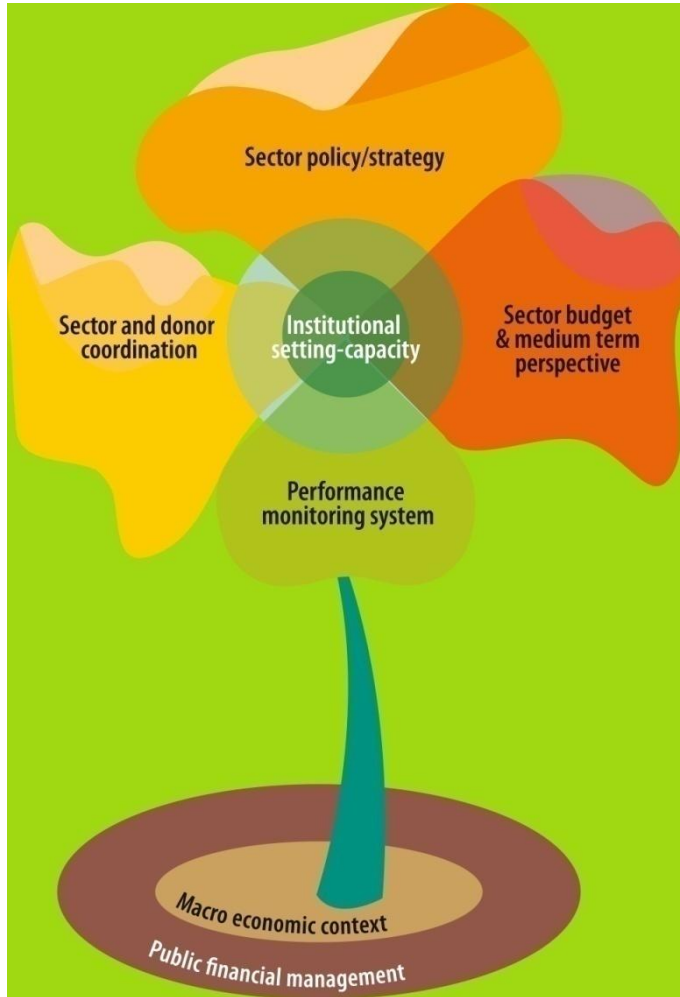 Sector policy/strategy
Sector and donor
coordination
Institutional
setting-capacity
Sector budget
& medium term
perspective
Performance
monitoring system
Macro economic context
Public financial management